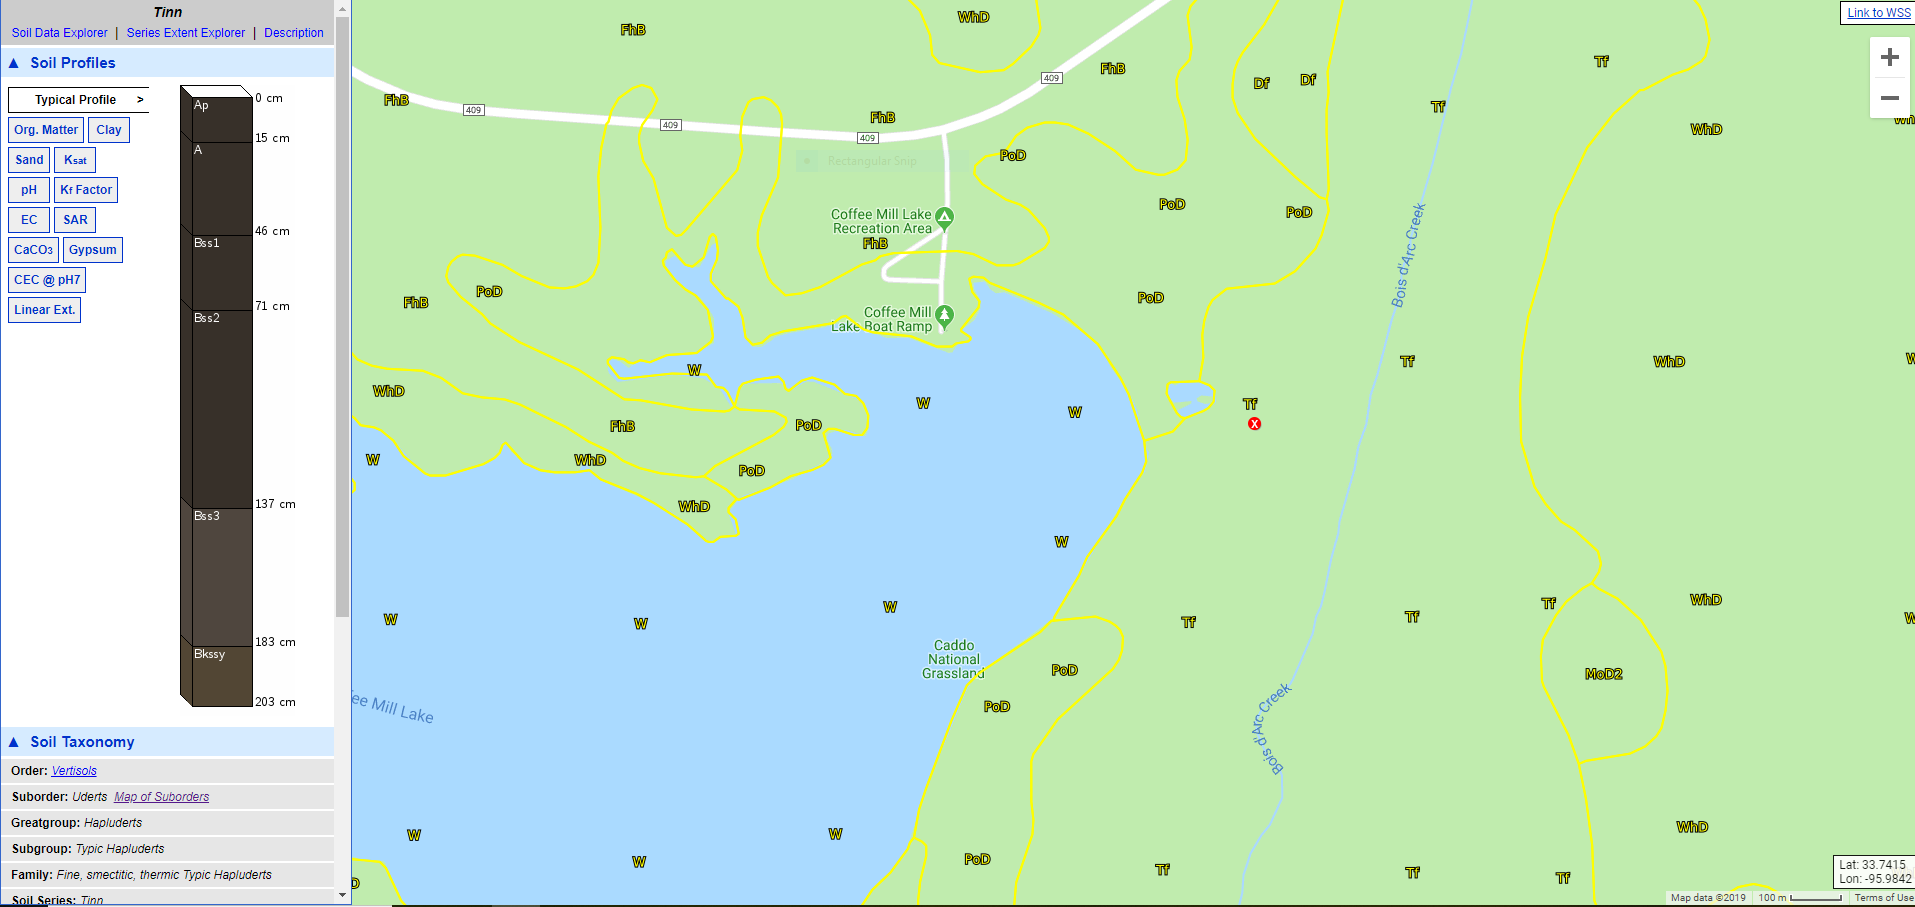 Tinn
Soil Data Explorer | Series Extent Explorer | Description
▲ Soil Profiles
Typical Profile >
Org. Matter Clay
Sand Ksat
pH Kf Factor
EC SAR
CaCO3 Gypsum
CEC @ pH7
Linear Ext.
0 cm
Ap
15 cm
A
46 cm
Bss1
71 cm
Bss2
137 cm
Bss3
183 cm
Bkssy
203 cm
▲ Soil Taxonomy
Order: Vertisols
Suborder: Uderts Map of Suborders
Greatgroup: Hapluderts
Subgroup: Typic Hapluderts
Family: Fine, smectitic, thermic Typic Hapluderts
Soil Series: Tinn
Link to WSS
WhD
FhB
Tf
FhB
409
Df
Df
FhB
409
Tf
FhB
409
WhD
409
PoD
Rectangular Snip
PoD
PoD
Coffee Mill Lake
Recreation Area
FhB
Bois d'Arc Creek
PoD
PoD
FhB
Coffee Mill
Lake Boat Ramp
Tf
WhD
W
WhD
W
W
Tf
X
FhB
PoD
W
WhD
PoD
WhD
W
WhD
Tf
W
W
W
Tf
Tf
Caddo
National
Grassland
PoD
MoD2
PoD
ee Mill Lake
Bois d'Arc Creek
W
W
WhD
W
PoD
Tf
Tf
Tf
D
Lat: 33.7415
Lon: -95.9842
Map data ©2019 100 m Terms of Use